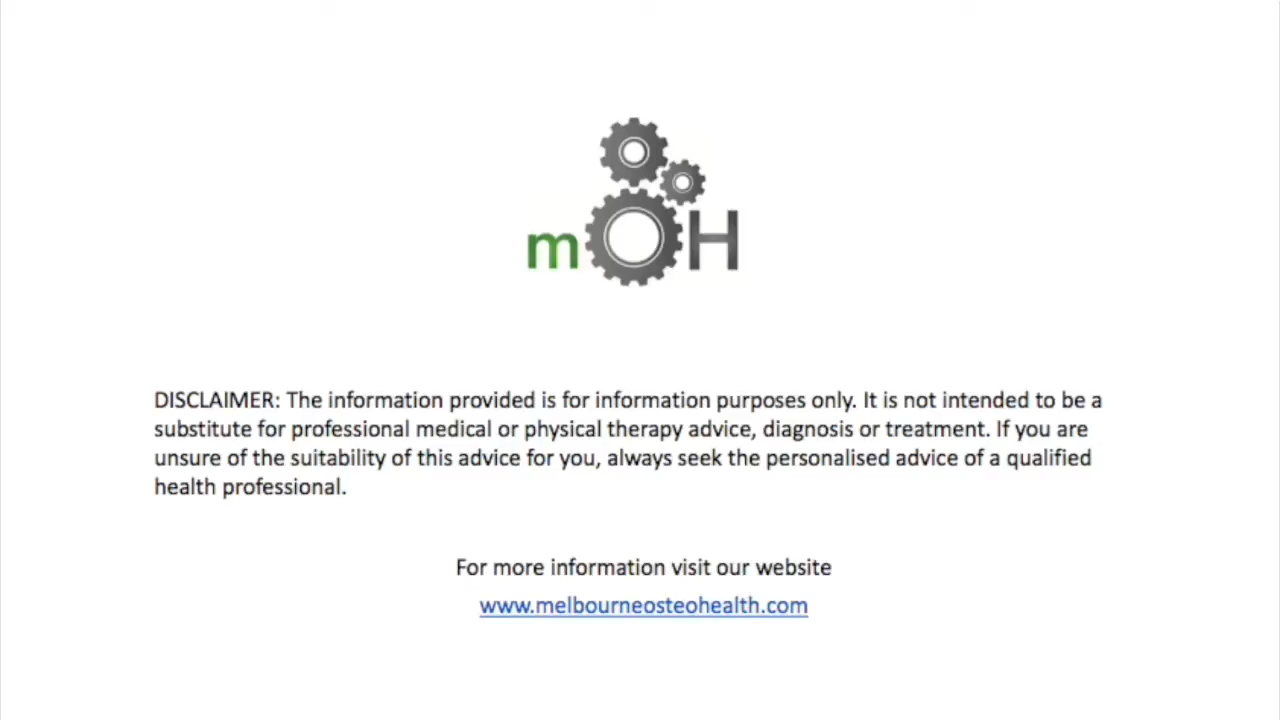 mOH
DISCLAIMER: The information provided is for information purposes only. It is not intended to be a
substitute for professional medical or physical therapy advice, diagnosis or treatment. If you are
unsure of the suitability of this advice for you, always seek the personalised advice of a qualified
health professional.
For more information visit our website
www.melbourneosteohealth.com